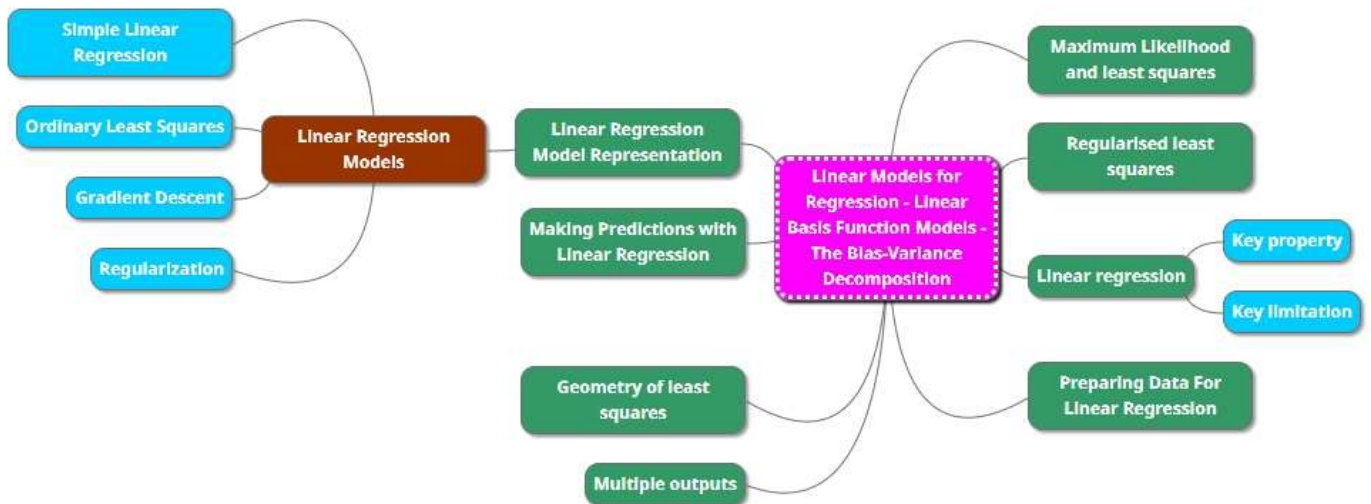 Simple Linear
Regression
Ordinary Least Squares
Gradient Descent
Regularization
Linear Regression
Models
Linear Regression
Model Representation
Making Predictions with
Linear Regression
Geometry of least
squares
Multiple outputs
Linear Models for
Regression - Linear
Basis Function Models -
The Bias-Variance
Decomposition
Maximum Likelihood
and least squares
Regularised least
squares
Linear regression
Key property
Key limitation
Preparing Data For
Linear Regression